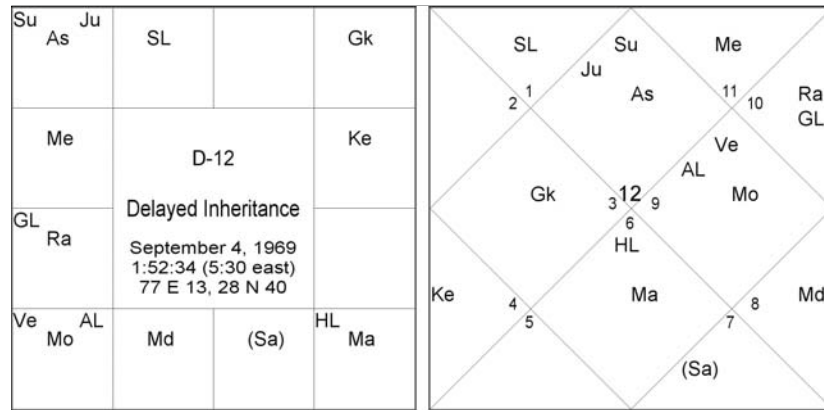 Su Ju
As
SL
Gk
Me
Ke
GL
Ra
D-12
Delayed Inheritance
September 4, 1969
1:52:34 (5:30 east)
77 E 13, 28 N 40
Ve AL
Mo
Md
(Sa)
HL
Ma
SL
Su
Me
Ju
As
1
2
11
10
Ra
GL
Ve
AL
Gk
3
12
9
Mo
6
HL
Ke
4
5
Ma
8
7
Md
(Sa)